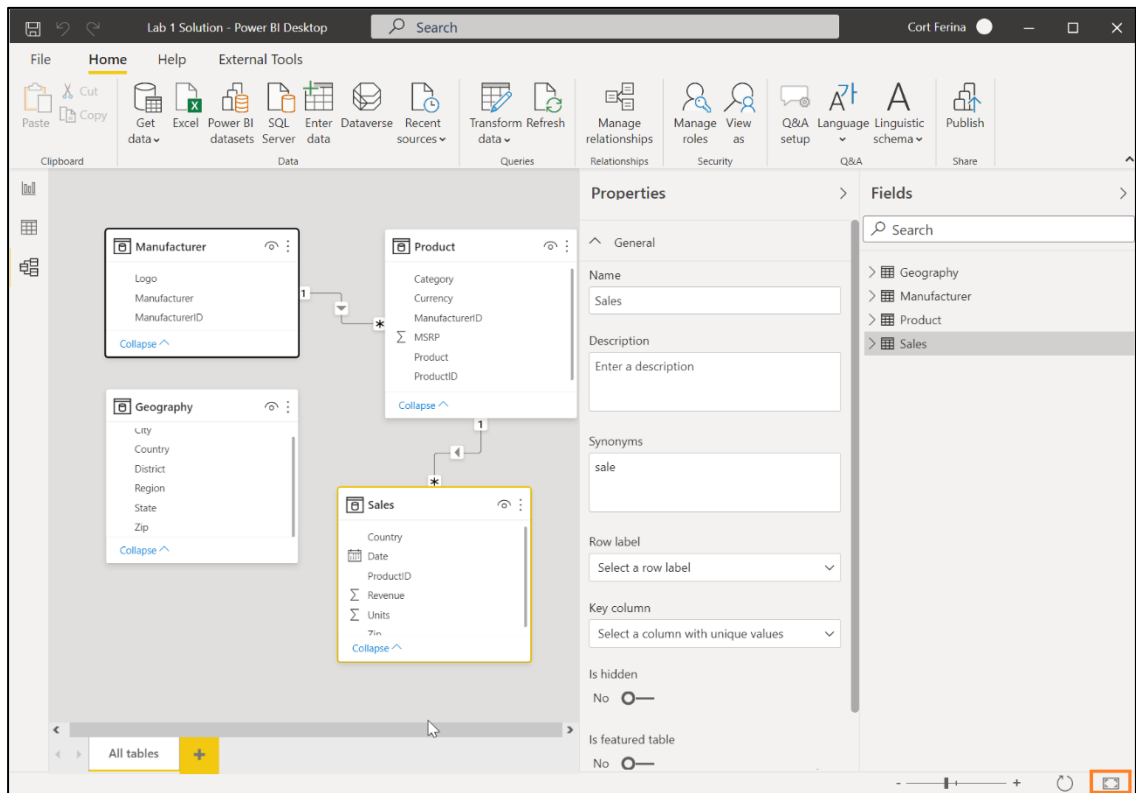 Lab 1 Solution - Power BI Desktop
Search
Cort Ferina
File Home Help External Tools
Paste
Cut
Copy
Clipboard
Get data
Excel
Power BI datasets
SQL Server
Enter data
Dataverse
Recent sources
Data
Transform data
Refresh
Queries
Manage relationships
Relationships
Manage roles
View as
Security
Q&A setup
Language
가
Linguistic schema
A
Q&A
Publish
Share
Manufacturer
Logo
Manufacturer
ManufacturerID
Collapse
1
*
Product
Category
Currency
ManufacturerID
Σ MSRP
Product
ProductID
Collapse
1
*
Geography
City
Country
District
Region
State
Zip
Collapse
Sales
Country
Date
ProductID
Σ Revenue
Σ Units
Zip
Collapse
All tables
+
Properties
General
Name
Sales
Description
Enter a description
Synonyms
sale
Row label
Select a row label
Key column
Select a column with unique values
Is hidden
No
Is featured table
No
Fields
Search
Geography
Manufacturer
Product
Sales
- +